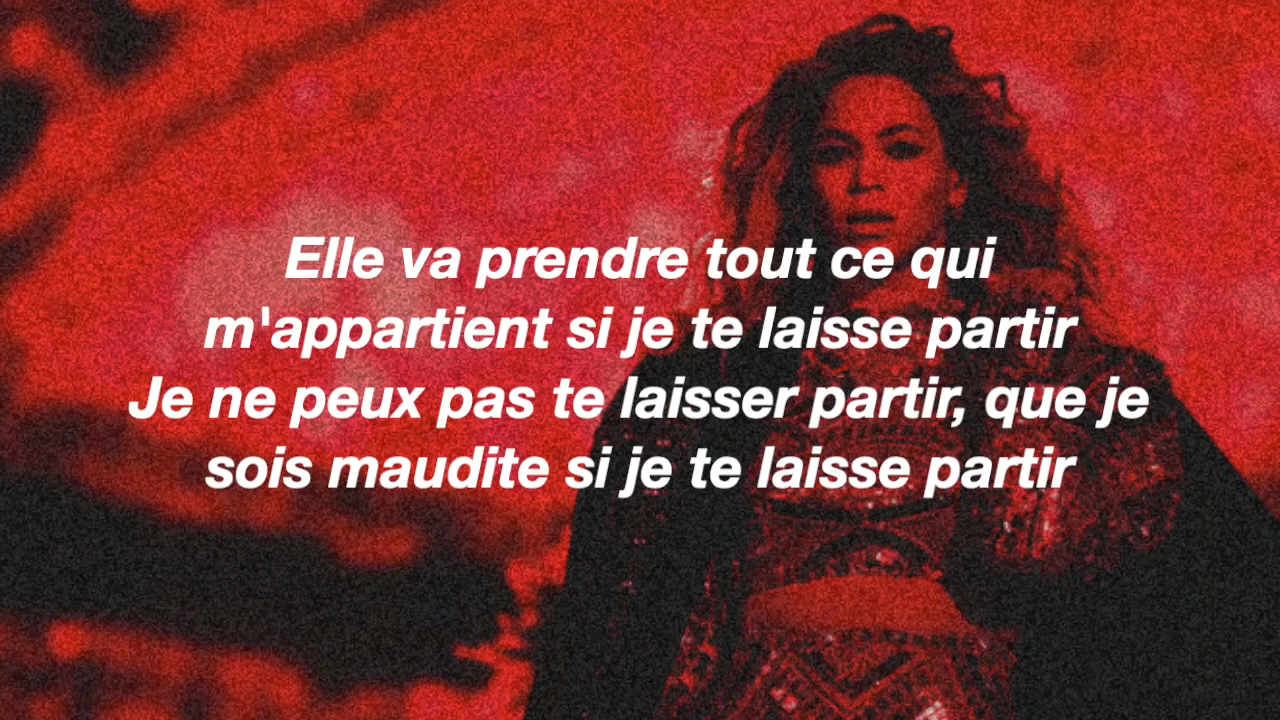 Elle va prendre tout ce qui
m'appartient si je te laisse partir
Je ne peux pas te laisser partir, que je
sois maudite si je te laisse partir